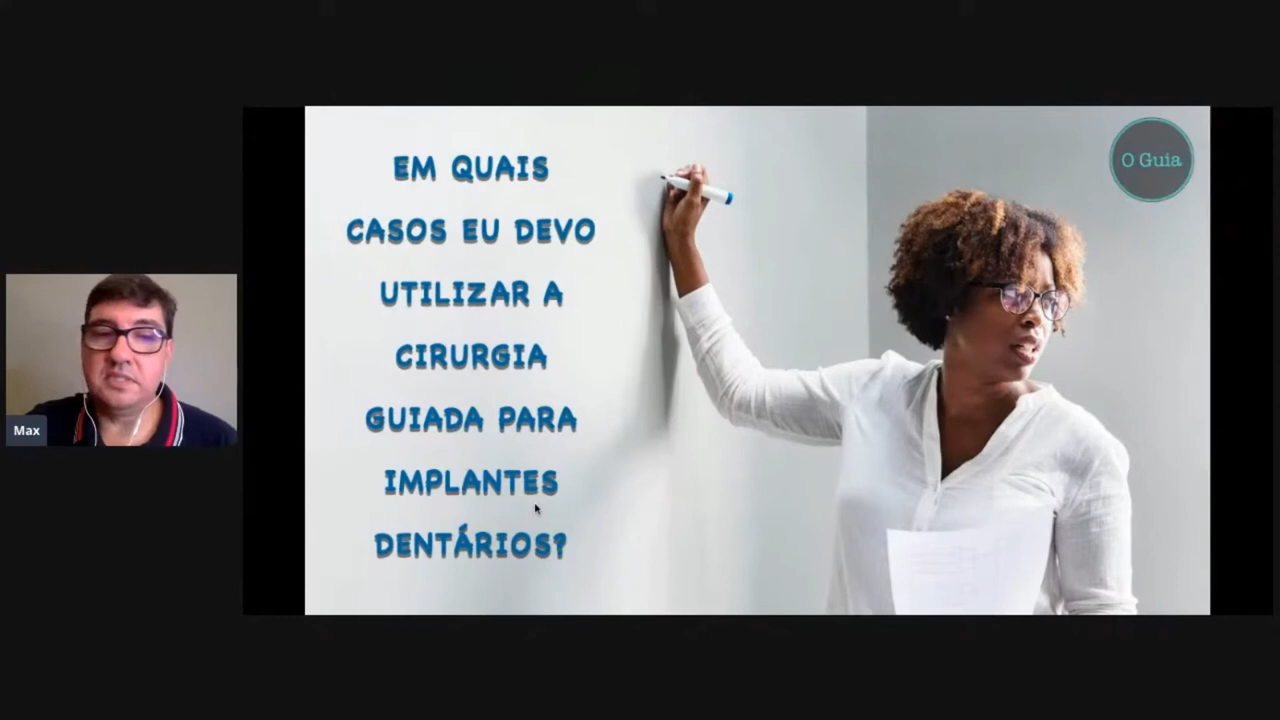 EM QUAIS
CASOS EU DEVO
UTILIZAR A
CIRURGIA
GUIADA PARA
IMPLANTES
DENTÁRIOS?
O Guia
Max